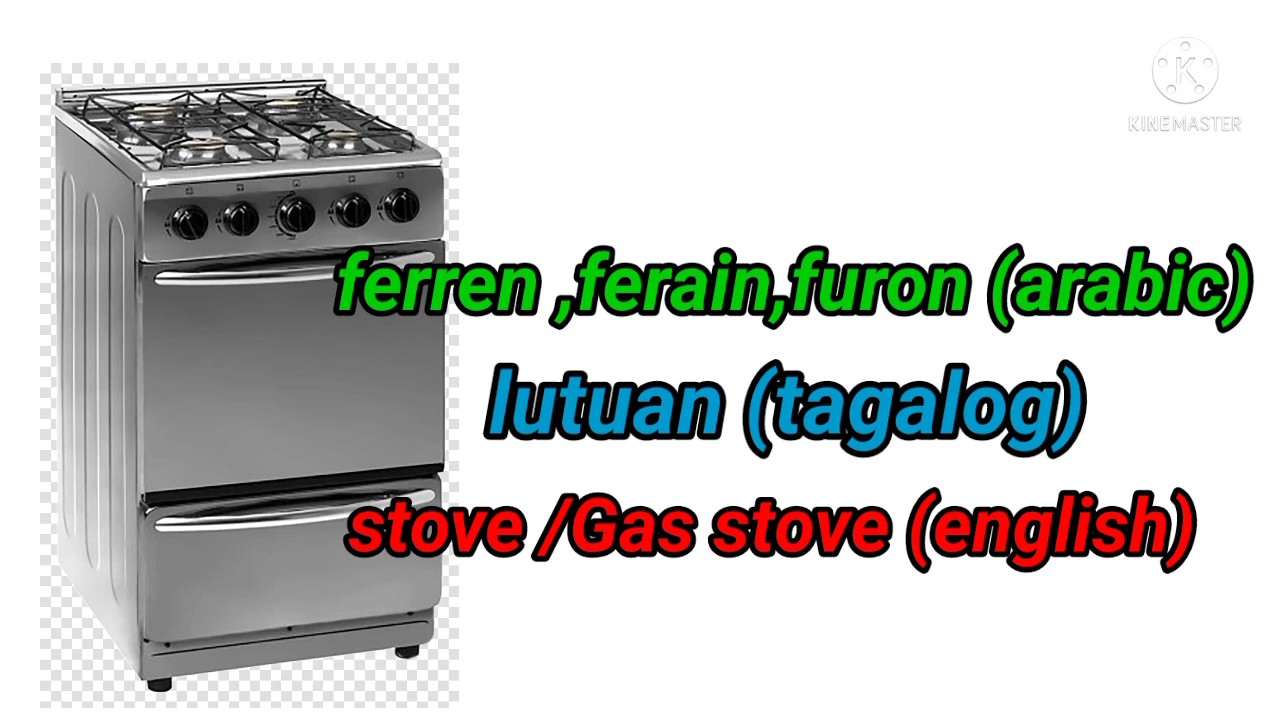 KINEMASTER
ferren ,ferain,furon (arabic)
lutuan (tagalog)
stove /Gas stove (english)